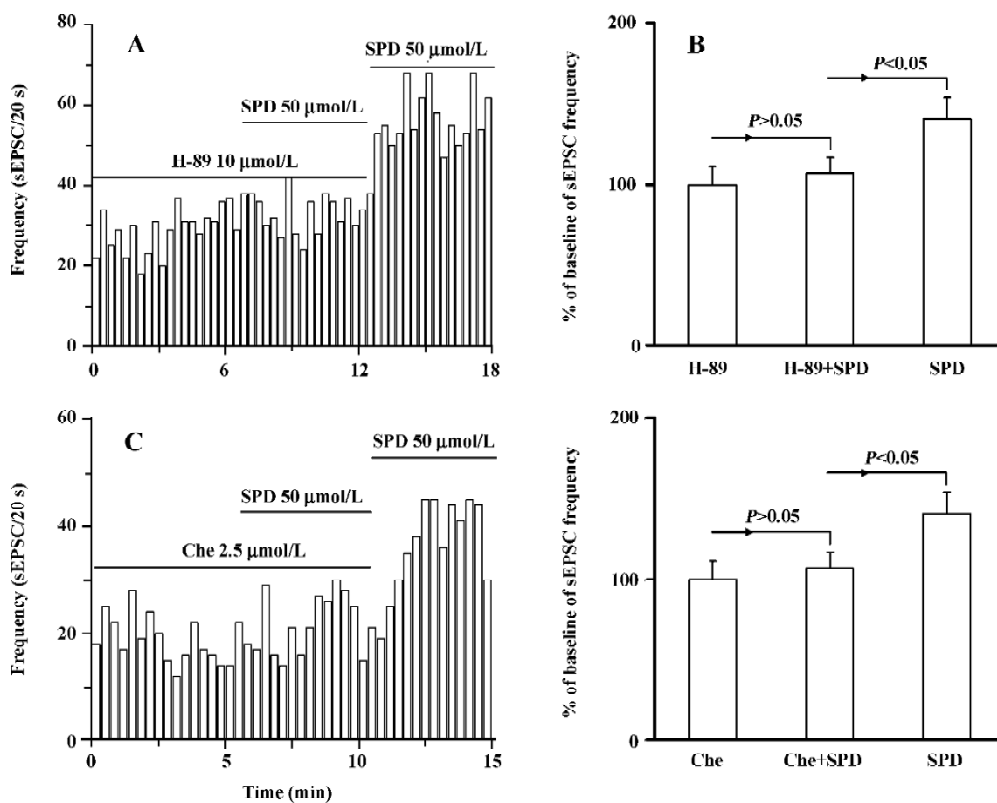 A
B
Frequency (sEPSC/20 s)
80
60
40
20
0
SPD 50 μmol/L
SPD 50 μmol/L
H-89 10 μmol/L
0
6
12
18
% of baseline of sEPSC frequency
200
100
0
P<0.05
P>0.05
H-89
H-89+SPD
SPD
C
Frequency (sEPSC/20 s)
60
40
20
0
SPD 50 μmol/L
SPD 50 μmol/L
Che 2.5 μmol/L
0
5
10
15
Time (min)
% of baseline of sEPSC frequency
200
100
0
P<0.05
P>0.05
Che
Che+SPD
SPD